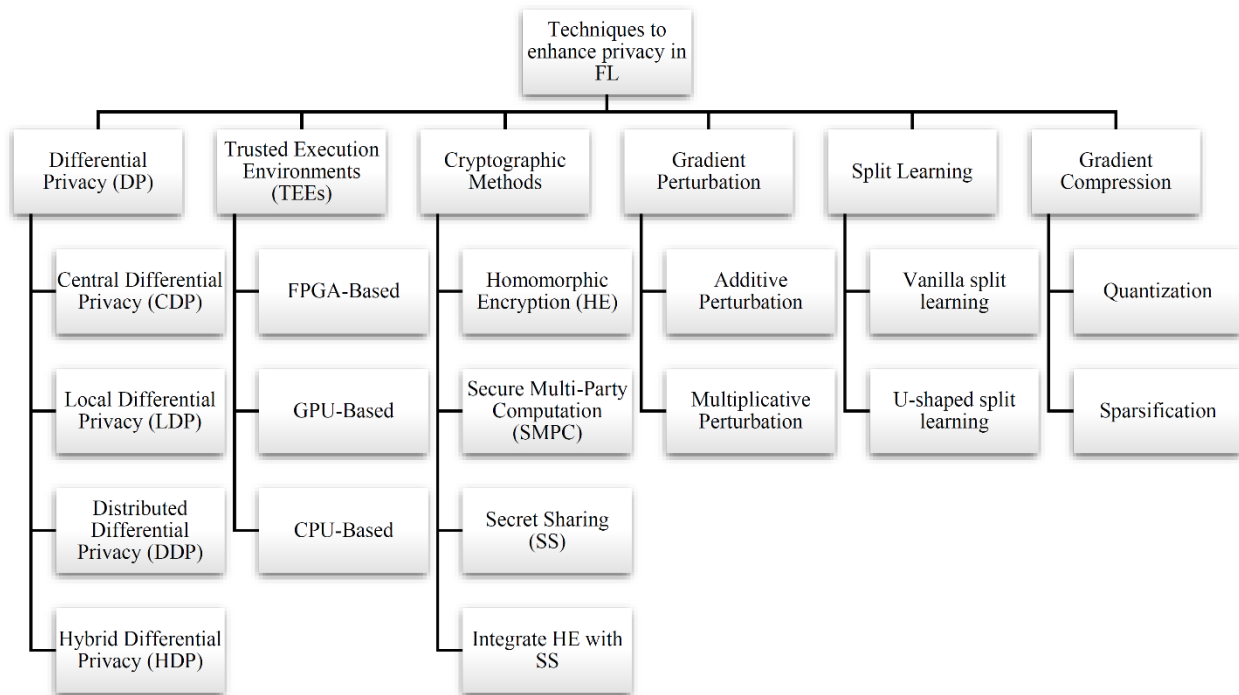 Techniques to
enhance privacy in
FL
Differential
Privacy (DP)
Trusted Execution
Environments
(TEEs)
Cryptographic
Methods
Gradient
Perturbation
Split Learning
Gradient
Compression
Central Differential
Privacy (CDP)
Local Differential
Privacy (LDP)
Distributed
Differential
Privacy (DDP)
Hybrid Differential
Privacy (HDP)
FPGA-Based
GPU-Based
CPU-Based
Homomorphic
Encryption (HE)
Secure Multi-Party
Computation
(SMPC)
Secret Sharing
(SS)
Integrate HE with
SS
Additive
Perturbation
Multiplicative
Perturbation
Vanilla split
learning
U-shaped split
learning
Quantization
Sparsification